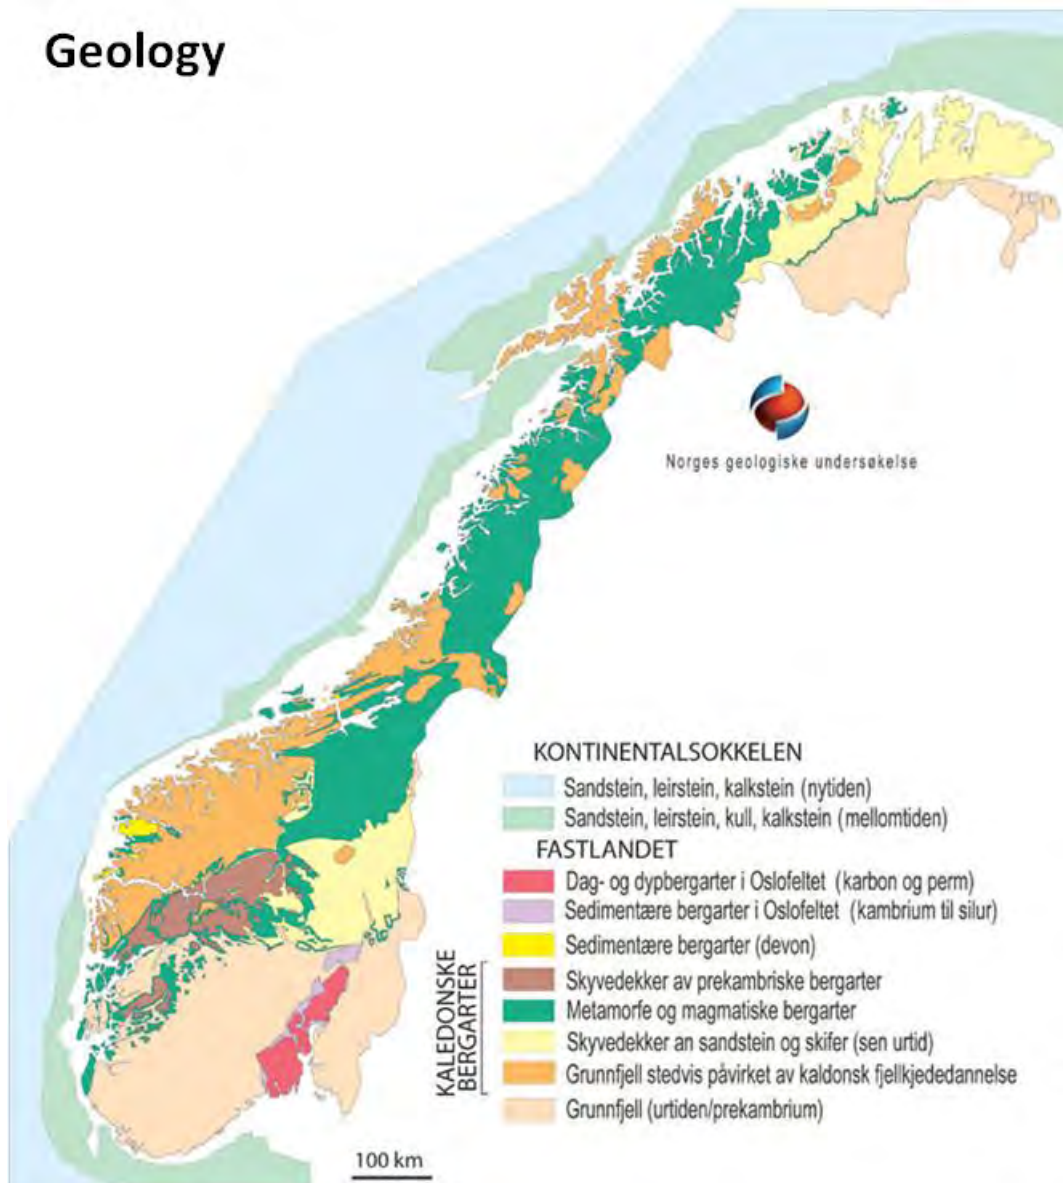 Geology
Norges geologiske undersøkelse
KONTINENTALSOKKELEN
Sandstein, leirstein, kalkstein (nytiden)
Sandstein, leirstein, kull, kalkstein (mellomtiden)
FASTLANDET
Dag- og dypbergarter i Oslofeltet (karbon og perm)
Sedimentære bergarter i Oslofeltet (kambrium til silur)
Sedimentære bergarter (devon)
KALEDONSKE
BERGARTER
Skyvedekker av prekambriske bergarter
Metamorfe og magmatiske bergarter
Skyvedekker an sandstein og skifer (sen urtid)
Grunnfjell stedvis påvirket av kaldonsk fjellkjededannelse
Grunnfjell (urtiden/prekambrium)
100 km